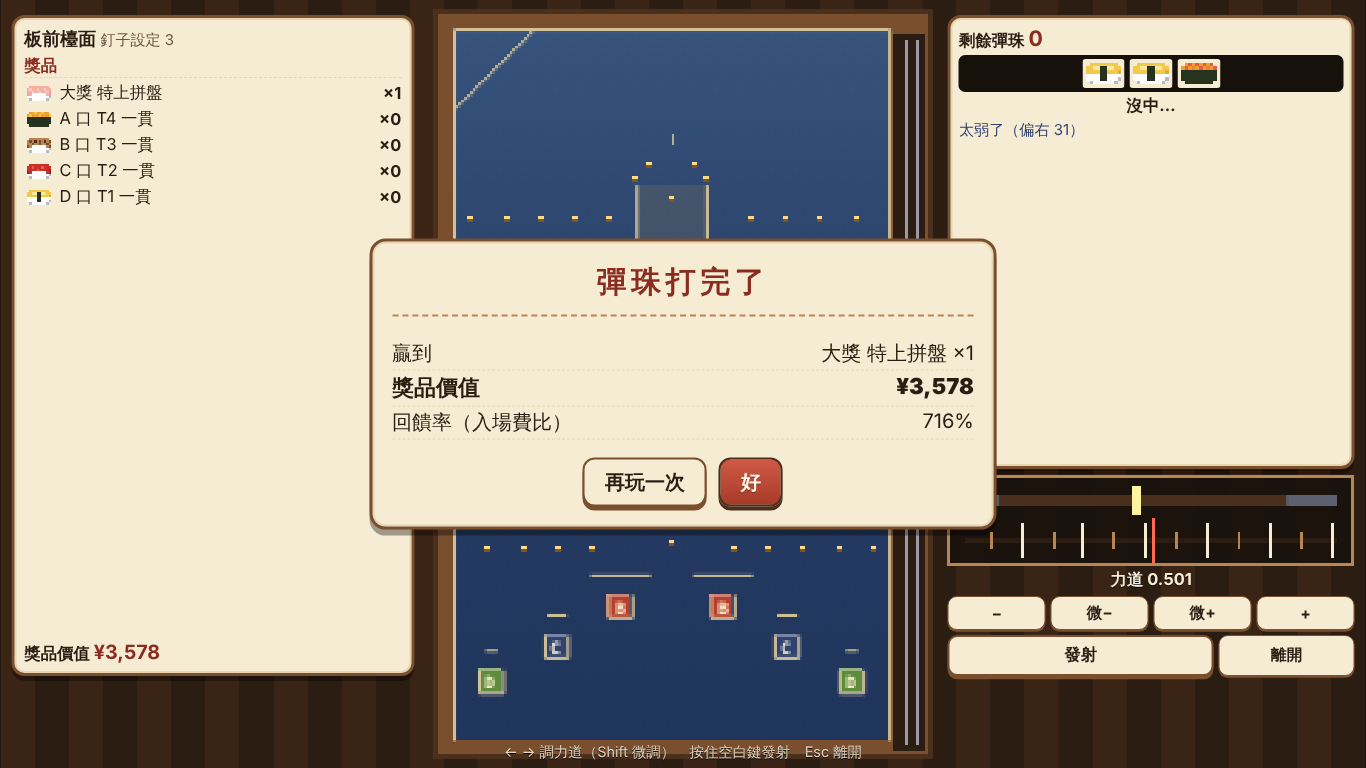 板前檯面 釘子設定 3
獎品
大獎 特上拼盤 ×1
A 口 T4 一貫 ×0
B 口 T3 一貫 ×0
C 口 T2 一貫 ×0
D 口 T1 一貫 ×0
獎品價值 ¥3,578
剩餘彈珠 0
沒中…
太弱了（偏右 31）
彈珠打完了
贏到 大獎 特上拼盤 ×1
獎品價值 ¥3,578
回饋率（入場費比） 716%
再玩一次 好
B B
C C
D D
力道 0.501
− 微− 微+ +
發射 離開
← → 調力道（Shift 微調） 按住空白鍵發射 Esc 離開